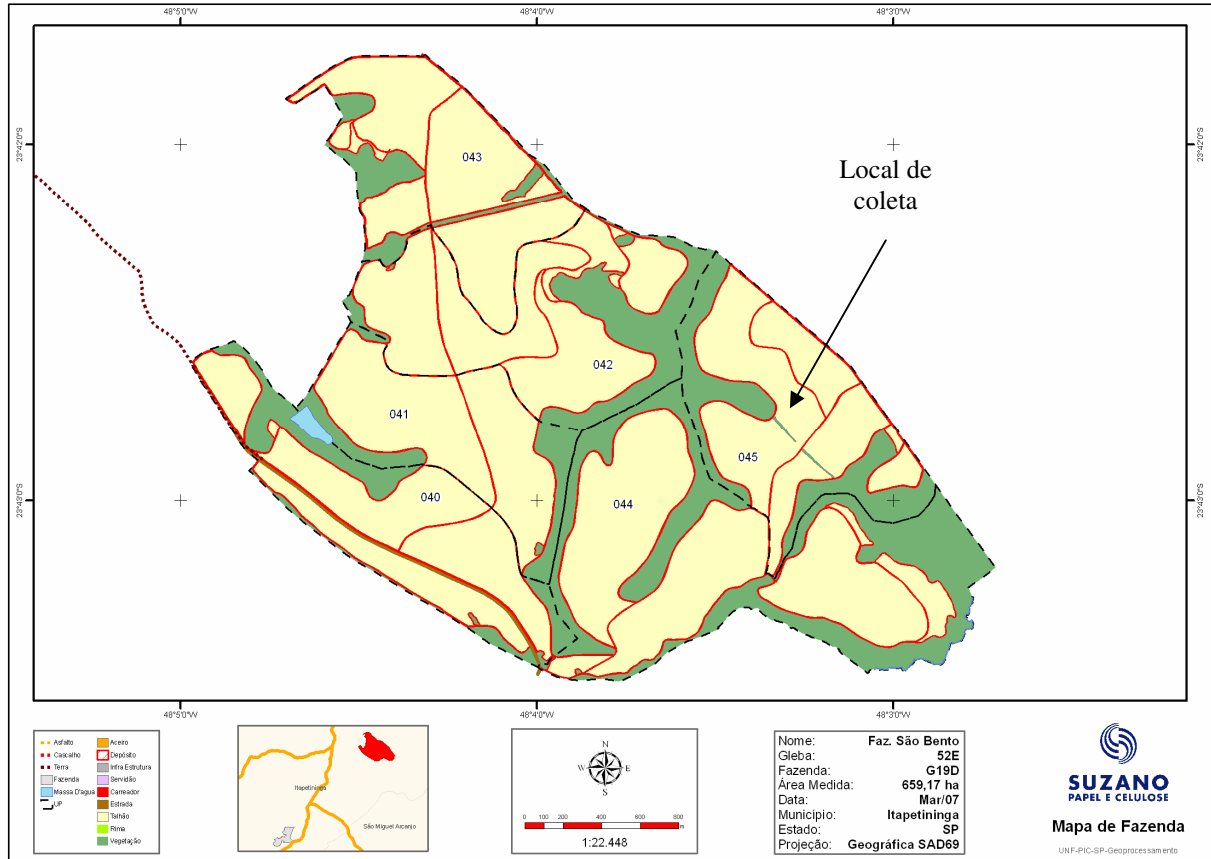 48°5'0"W
48°4'0"W
48°3'0"W
23°42'0"S
23°42'0"S
043
Local de
coleta
042
041
045
040
044
23°43'0"S
23°43'0"S
48°5'0"W
48°4'0"W
48°3'0"W
Asfalto
Cascalho
Terra
Fazenda
Massa D'agua
UP
Aceiro
Depósito
Infra Estrutura
Servidão
Carreador
Estrada
Talhão
Rima
Vegetação
Itapetininga
São Miguel Arcanjo
N
W E
S
0 100 200 400 600 800
m
1:22.448
Nome: Faz. São Bento
Gleba: 52E
Fazenda: G19D
Área Medida: 659,17 ha
Data: Mar/07
Municipio: Itapetininga
Estado: SP
Projeção: Geográfica SAD69
SUZANO
PAPEL E CELULOSE
Mapa de Fazenda
UNF-PIC-SP-Geoprocessamento